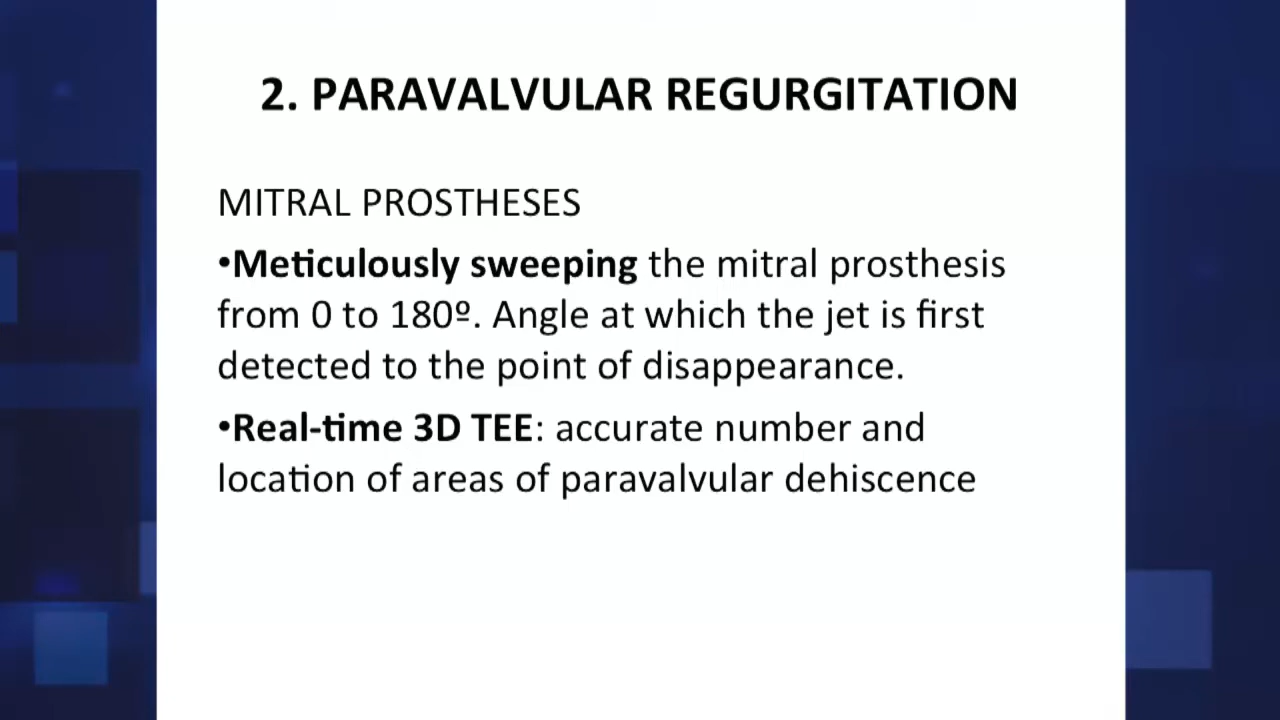 2. PARAVALVULAR REGURGITATION
MITRAL PROSTHESES
•Meticulously sweeping the mitral prosthesis
from 0 to 180º. Angle at which the jet is first
detected to the point of disappearance.
•Real-time 3D TEE: accurate number and
location of areas of paravalvular dehiscence